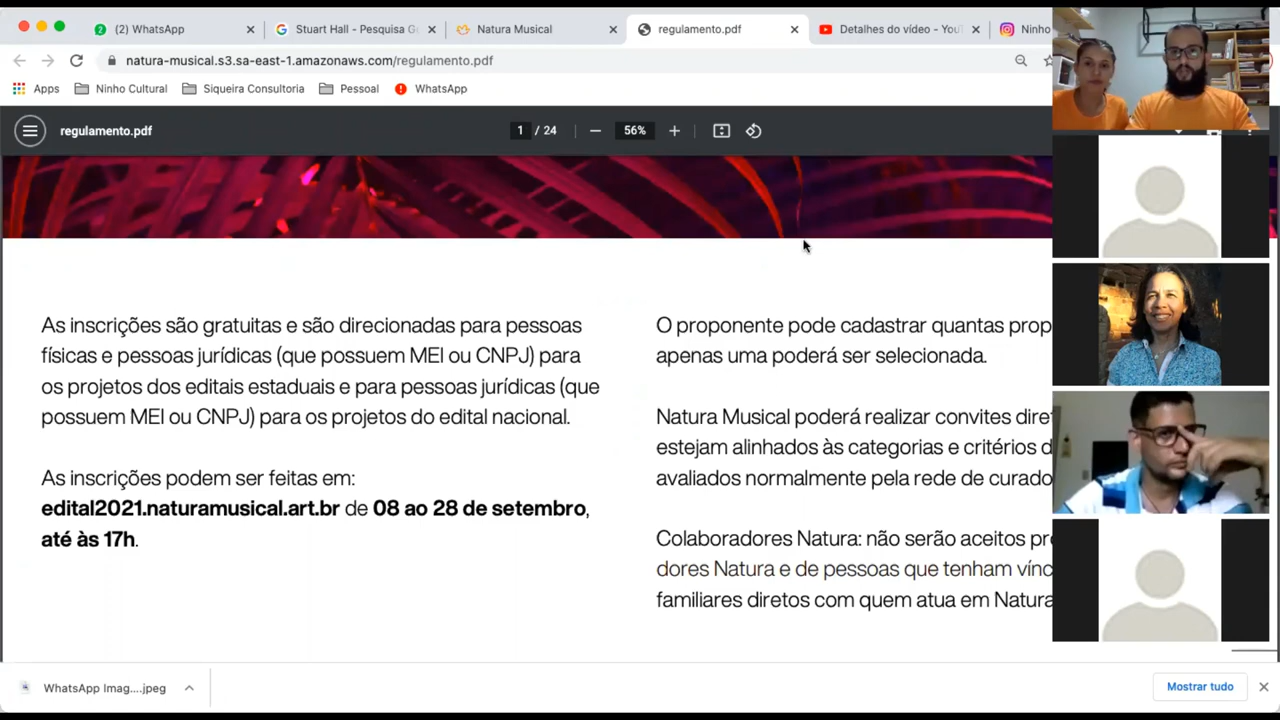 (2) WhatsApp
Stuart Hall - Pesquisa G
Natura Musical
regulamento.pdf
Detalhes do vídeo - You
Ninho
natura-musical.s3.sa-east-1.amazonaws.com/regulamento.pdf
Apps
Ninho Cultural
Siqueira Consultoria
Pessoal
WhatsApp
regulamento.pdf
1 / 24
56%
As inscrições são gratuitas e são direcionadas para pessoas
físicas e pessoas jurídicas (que possuem MEI ou CNPJ) para
os projetos dos editais estaduais e para pessoas jurídicas (que
possuem MEI ou CNPJ) para os projetos do edital nacional.
As inscrições podem ser feitas em:
edital2021.naturamusical.art.br de 08 ao 28 de setembro,
até às 17h.
O proponente pode cadastrar quantas prop
apenas uma poderá ser selecionada.
Natura Musical poderá realizar convites diret
estejam alinhados às categorias e critérios d
avaliados normalmente pela rede de curado
Colaboradores Natura: não serão aceitos pro
dores Natura e de pessoas que tenham vínc
familiares diretos com quem atua em Natura
WhatsApp Imag....jpeg
Mostrar tudo